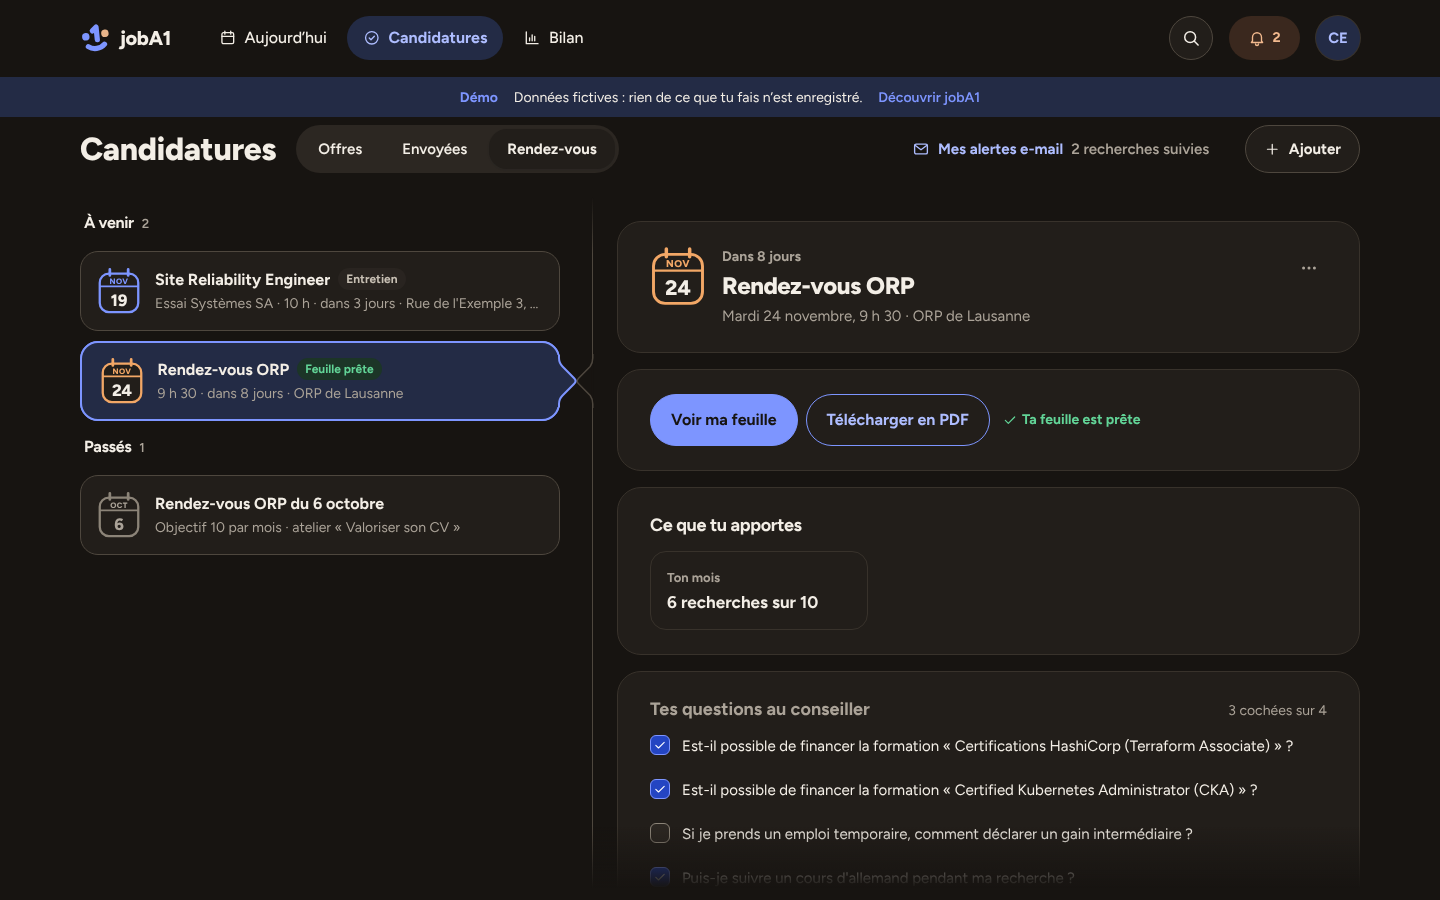 jobA1
Aujourd’hui
Candidatures
Bilan
2
CE
Démo Données fictives : rien de ce que tu fais n’est enregistré. Découvrir jobA1
Candidatures
Offres
Envoyées
Rendez-vous
Mes alertes e-mail 2 recherches suivies
Ajouter
À venir 2
NOV
19
Site Reliability Engineer Entretien
Essai Systèmes SA · 10 h · dans 3 jours · Rue de l'Exemple 3, ...
NOV
24
Rendez-vous ORP Feuille prête
9 h 30 · dans 8 jours · ORP de Lausanne
Passés 1
OCT
6
Rendez-vous ORP du 6 octobre
Objectif 10 par mois · atelier « Valoriser son CV »
NOV
24
Dans 8 jours
Rendez-vous ORP
Mardi 24 novembre, 9 h 30 · ORP de Lausanne
Voir ma feuille
Télécharger en PDF
Ta feuille est prête
Ce que tu apportes
Ton mois
6 recherches sur 10
Tes questions au conseiller
3 cochées sur 4
Est-il possible de financer la formation « Certifications HashiCorp (Terraform Associate) » ?
Est-il possible de financer la formation « Certified Kubernetes Administrator (CKA) » ?
Si je prends un emploi temporaire, comment déclarer un gain intermédiaire ?
Puis-je suivre un cours d'allemand pendant ma recherche ?